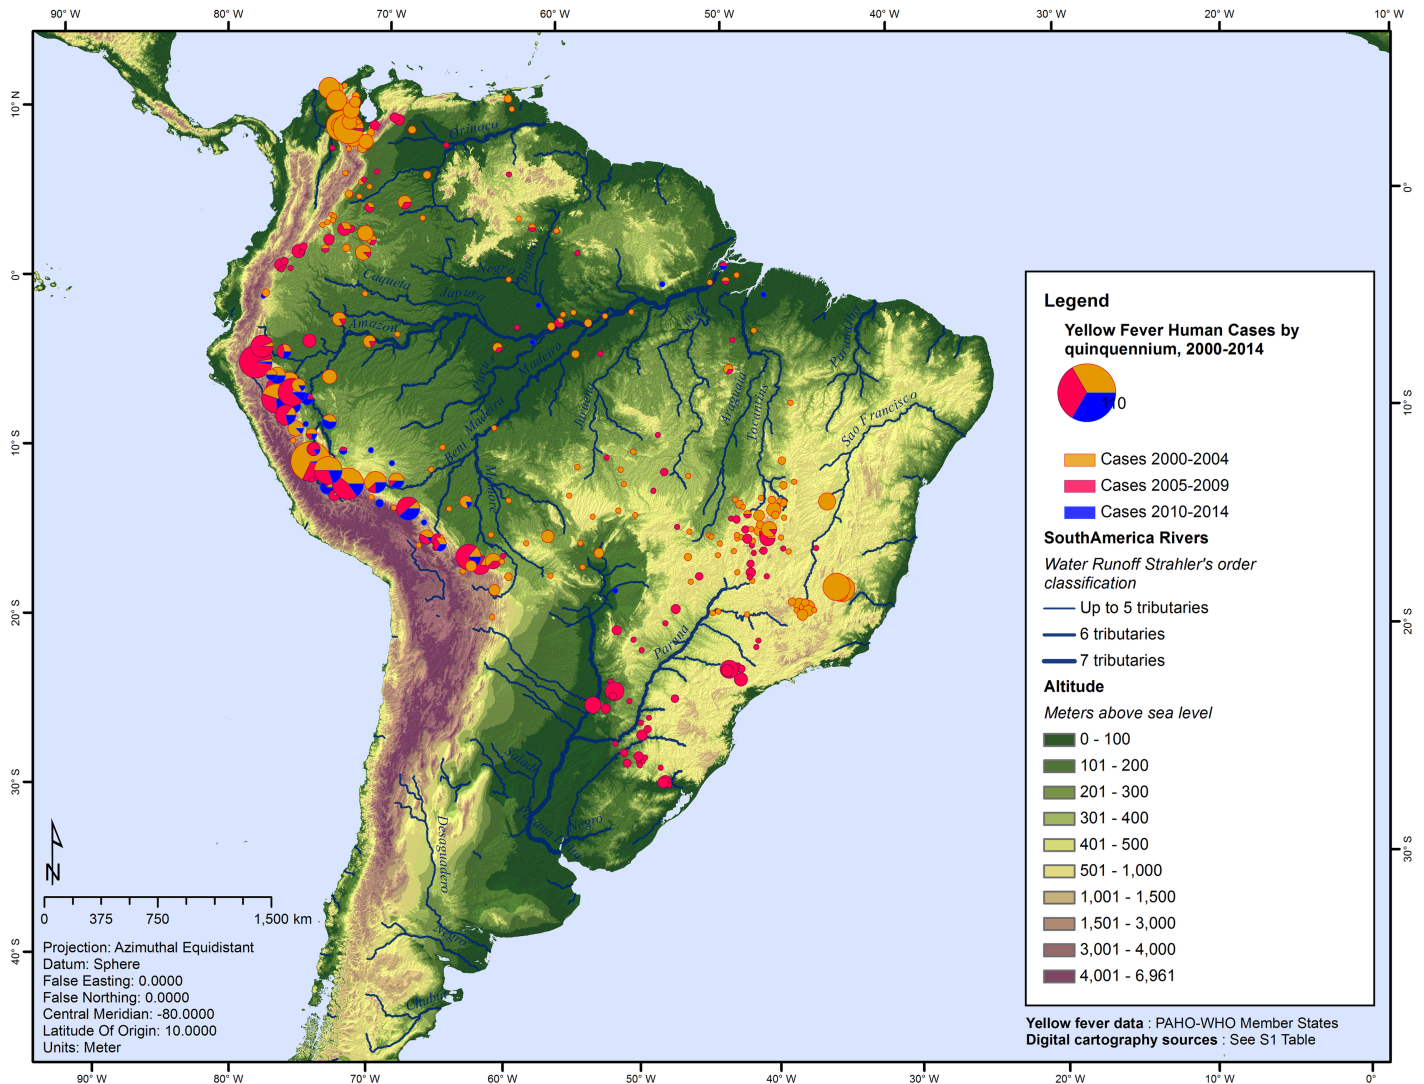 90° W 80° W 70° W 60° W 50° W 40° W 30° W 20° W 10° W
10° N
0°
10° S
20° S
30° S
40° S
0°
10° S
20° S
30° S
Orinoco
Negro
Branco
Caqueta
Japura
Amazon
Xingu
Purus
Madeira
Parnaiba
Juruena
Araguaia
Tocantins
Sao Francisco
Beni Madeira
Mamore
Parana
Salado
Negro
Desaguadero
Negro
Chubut
Legend
Yellow Fever Human Cases by
quinquennium, 2000-2014
110
Cases 2000-2004
Cases 2005-2009
Cases 2010-2014
SouthAmerica Rivers
Water Runoff Strahler's order
classification
Up to 5 tributaries
6 tributaries
7 tributaries
Altitude
Meters above sea level
0 - 100
101 - 200
201 - 300
301 - 400
401 - 500
501 - 1,000
1,001 - 1,500
1,501 - 3,000
3,001 - 4,000
4,001 - 6,961
N
0 375 750 1,500 km
Projection: Azimuthal Equidistant
Datum: Sphere
False Easting: 0.0000
False Northing: 0.0000
Central Meridian: -80.0000
Latitude Of Origin: 10.0000
Units: Meter
Yellow fever data : PAHO-WHO Member States
Digital cartography sources : See S1 Table
90° W 80° W 70° W 60° W 50° W 40° W 30° W 20° W 10° W 0°